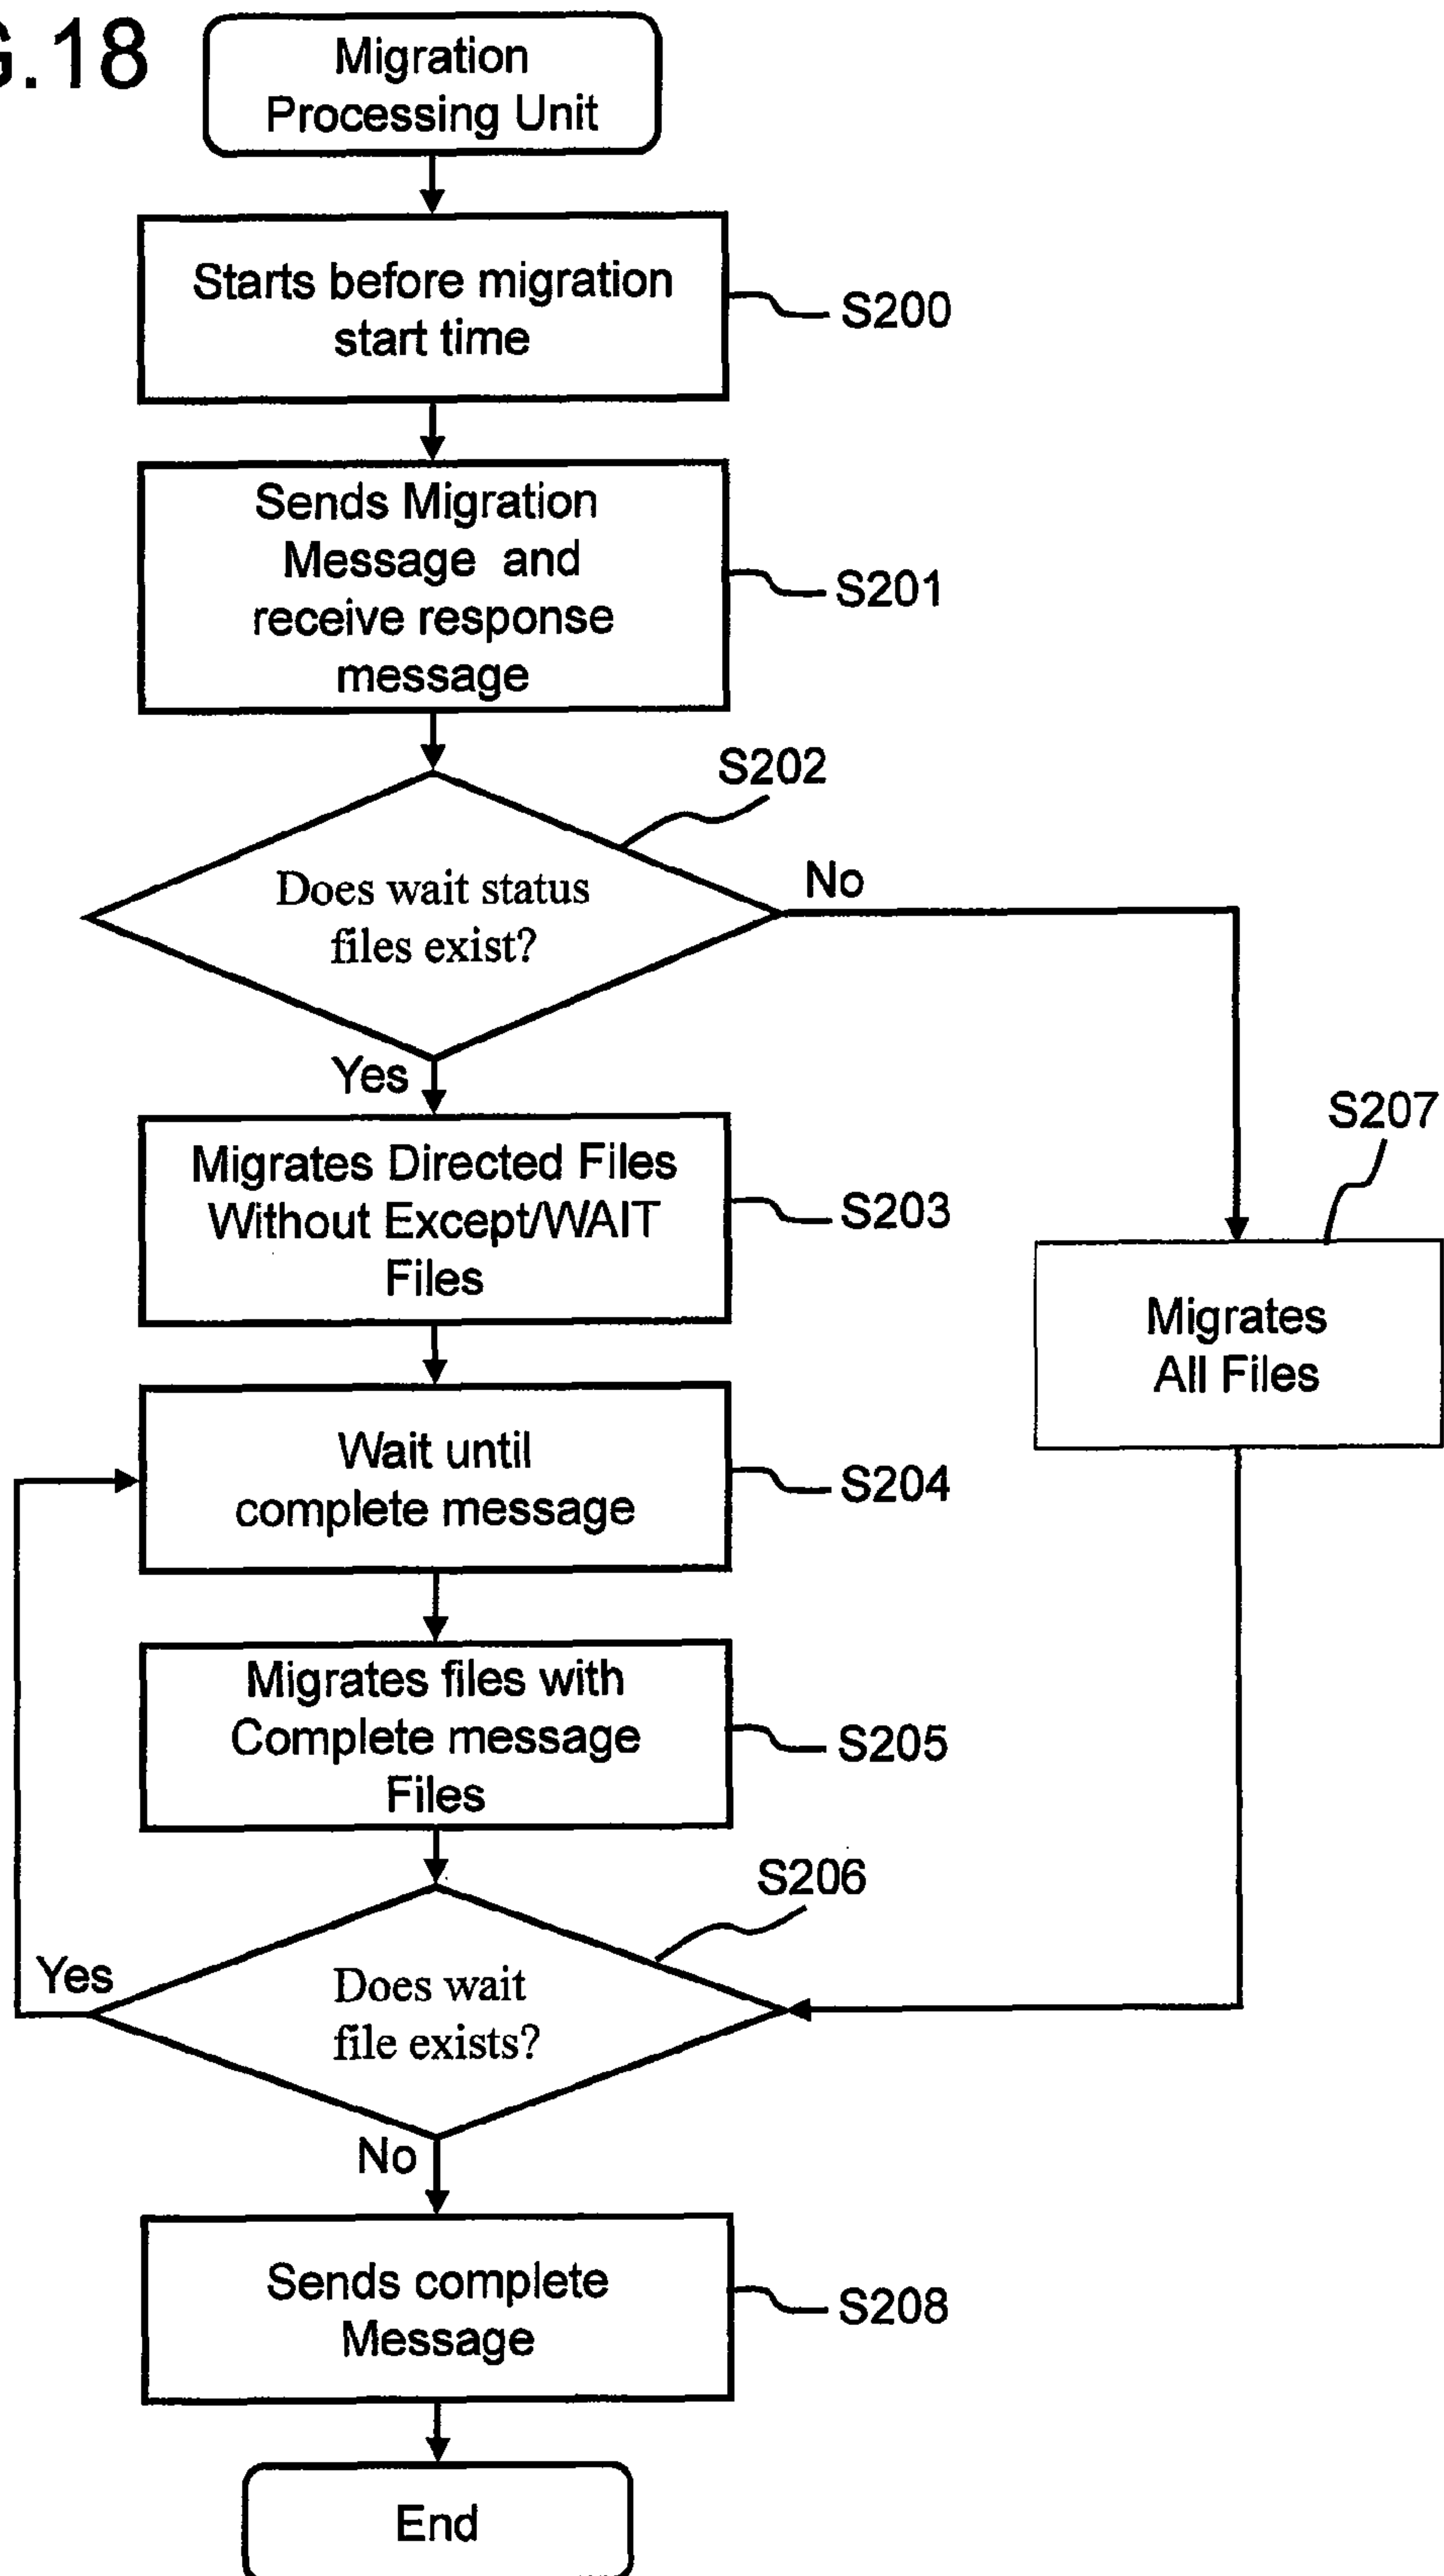 G.18
Migration
Processing Unit
Starts before migration
start time
S200
Sends Migration
Message and
receive response
message
S201
S202
Does wait status
files exist?
No
Yes
Migrates Directed Files
Without Except/WAIT
Files
S203
S207
Migrates
All Files
Wait until
complete message
S204
Migrates files with
Complete message
Files
S205
S206
Yes
Does wait
file exists?
No
Sends complete
Message
S208
End